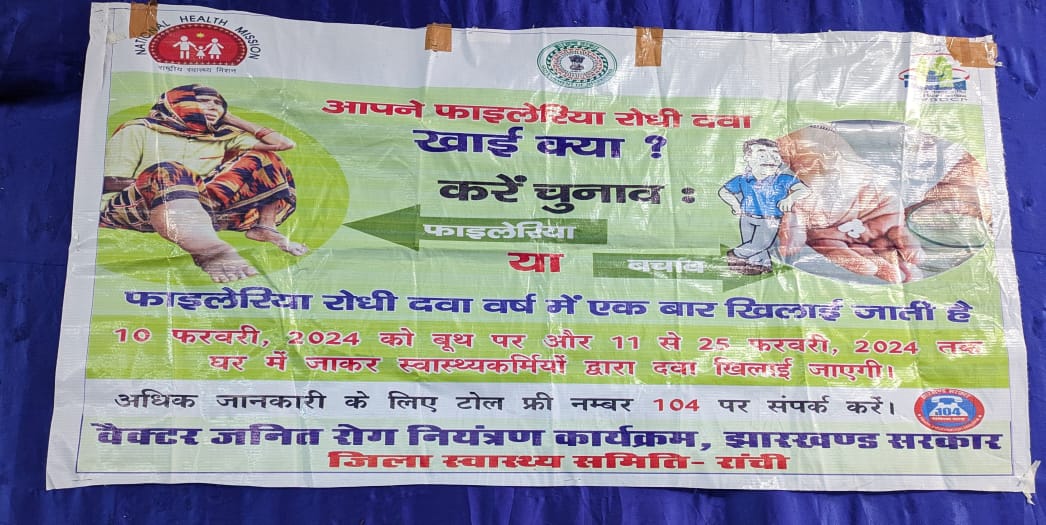 NATIONAL HEALTH MISSION
राष्ट्रीय स्वास्थ्य मिशन
आपने फाइलेरिया रोधी दवा
खाई क्या ?
करें चुनाव :
फाइलेरिया
या
बचाव
फाइलेरिया रोधी दवा वर्ष में एक बार खिलाई जाती है
10 फरवरी, 2024 को बूथ पर और 11 से 25 फरवरी, 2024 तक
घर में जाकर स्वास्थ्यकर्मियों द्वारा दवा खिलाई जाएगी।
अधिक जानकारी के लिए टोल फ्री नम्बर 104 पर संपर्क करें।
104
वैक्टर जनित रोग नियंत्रण कार्यक्रम, झारखण्ड सरकार
जिला स्वास्थ्य समिति- रांची